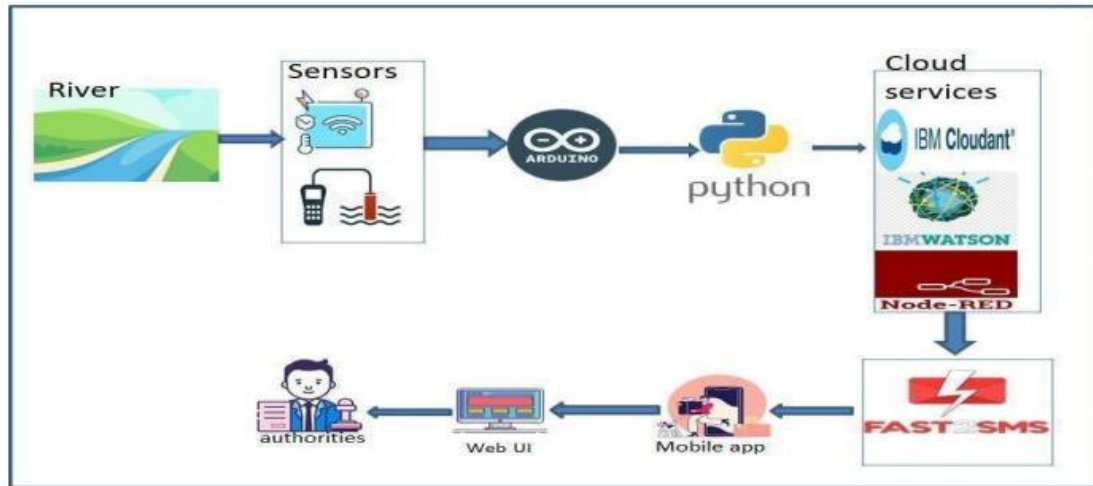 River
Sensors
ARDUINO
python
Cloud
services
IBM Cloudant®
IBMWATSON
Node-RED
FAST2SMS
Mobile app
Web UI
authorities